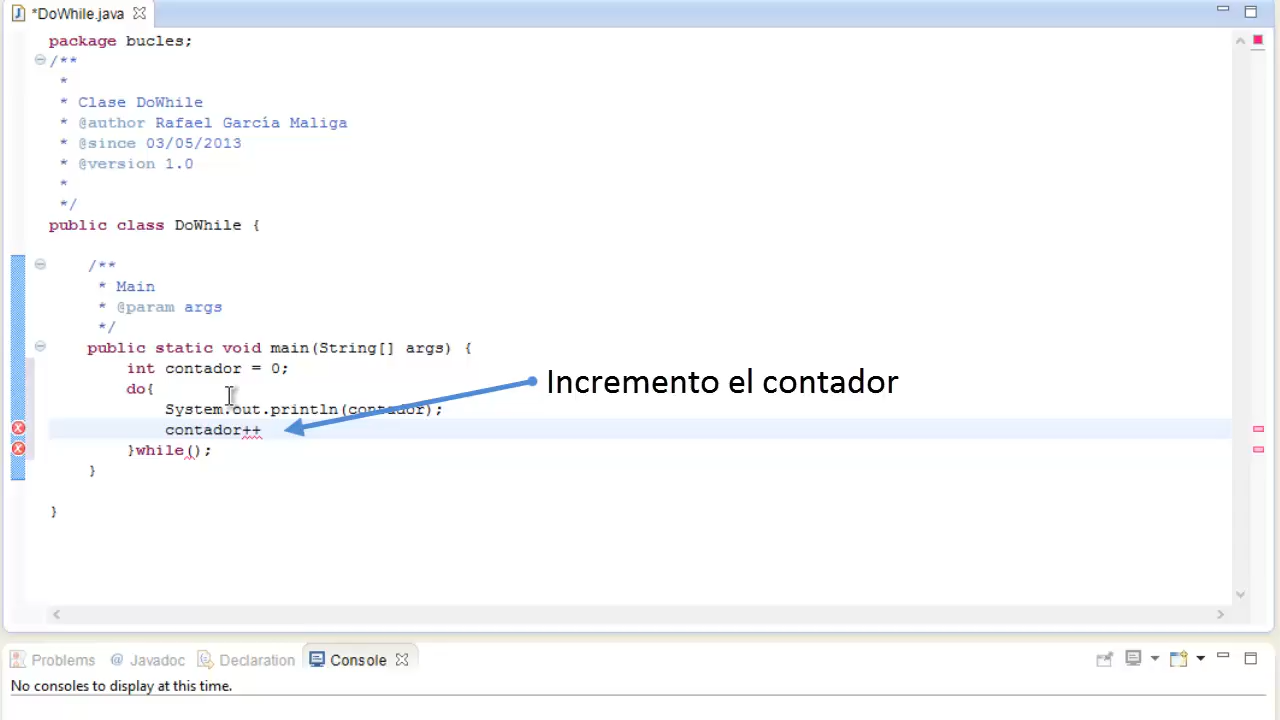 *DoWhile.java
package bucles;
/**
*
* Clase DoWhile
* @author Rafael García Maliga
* @since 03/05/2013
* @version 1.0
*
*/
public class DoWhile {
/**
* Main
* @param args
*/
public static void main(String[] args) {
int contador = 0;
do{
System.out.println(contador);
contador++
}while();
}
}
Incremento el contador
Problems @ Javadoc Declaration Console
No consoles to display at this time.